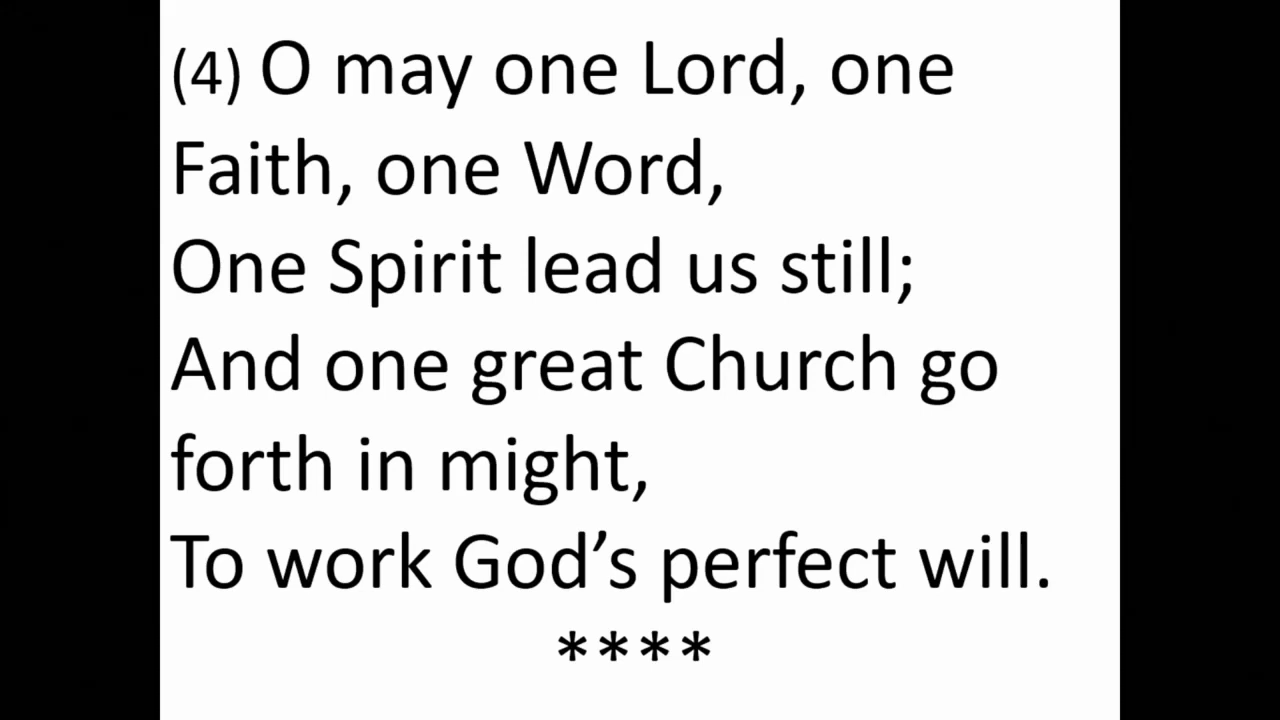 (4) O may one Lord, one
Faith, one Word,
One Spirit lead us still;
And one great Church go
forth in might,
To work God’s perfect will.
****